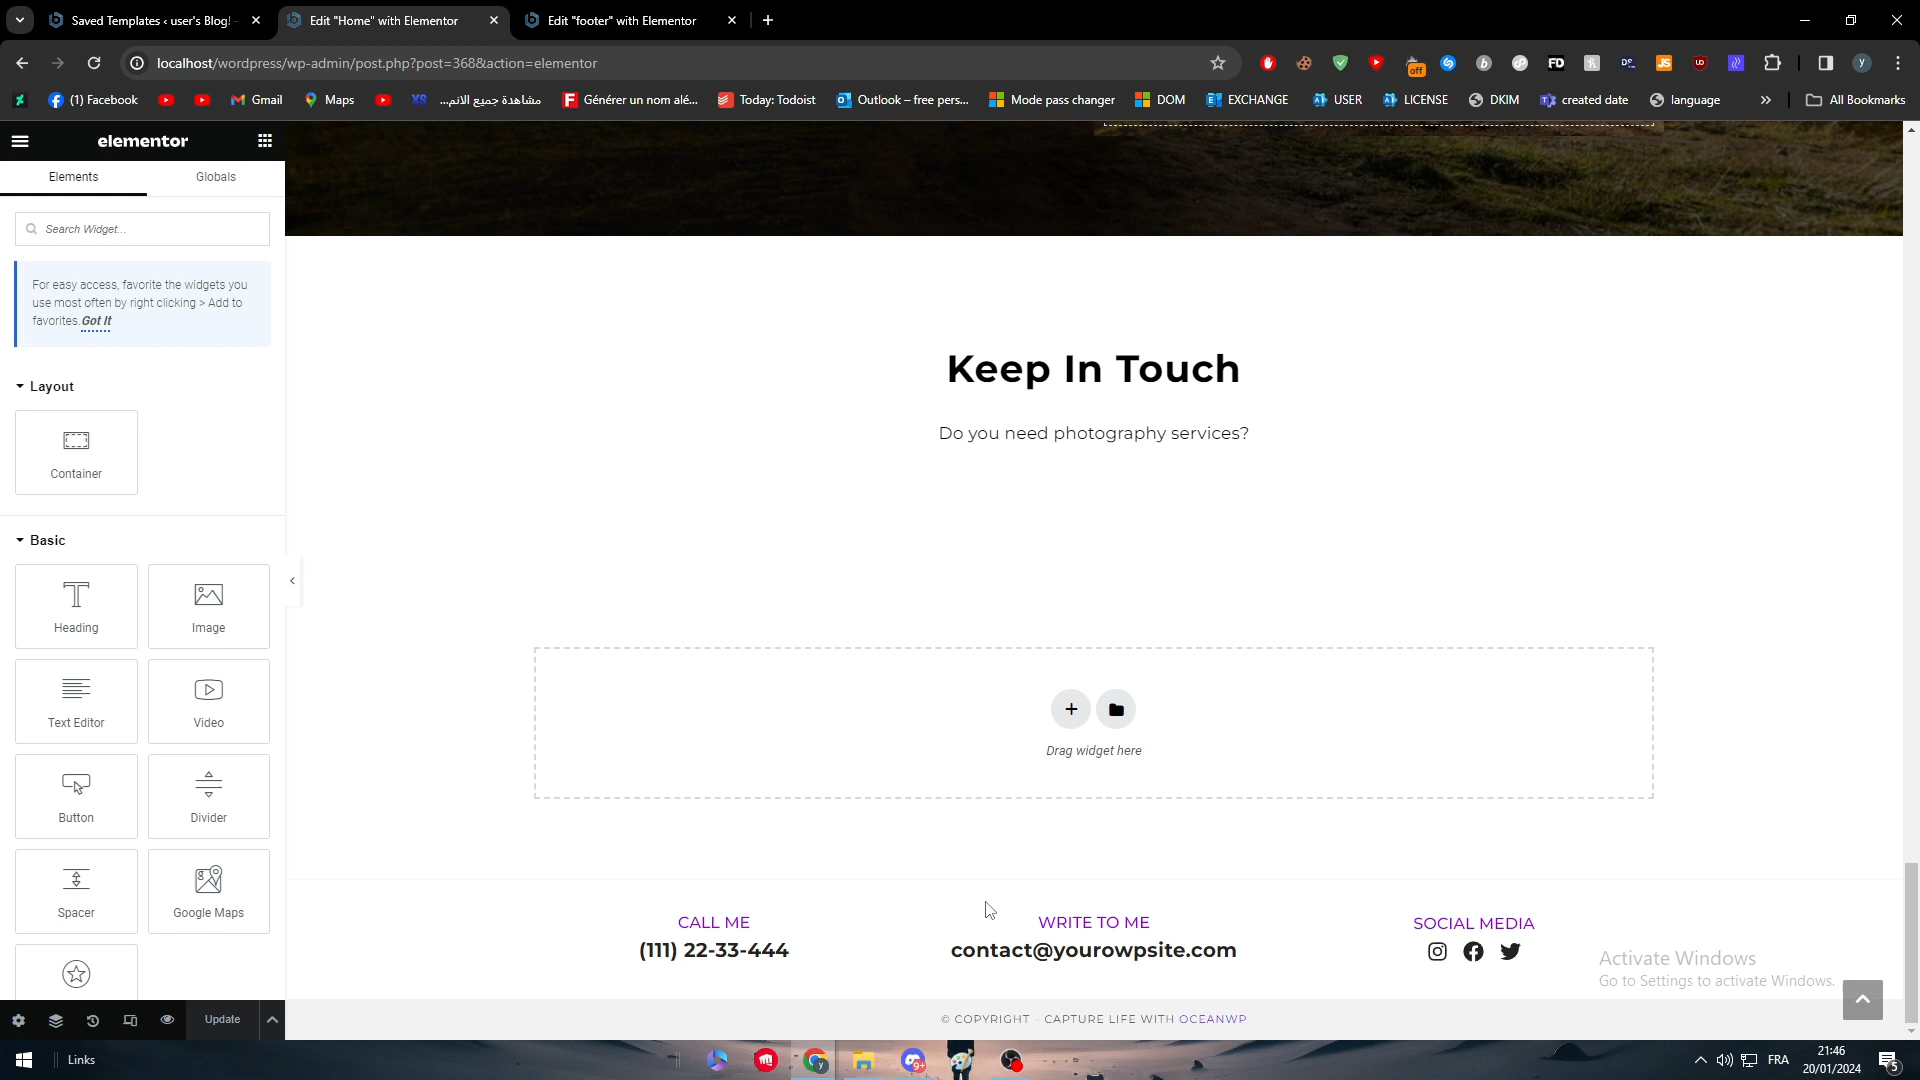 Saved Templates ‹ user's Blog! -
Edit "Home" with Elementor
Edit "footer" with Elementor
localhost/wordpress/wp-admin/post.php?post=368&action=elementor
off
FD
JS
y
(1) Facebook
Gmail
Maps
XS
مشاهدة جميع الانم...
Générer un nom alé...
Today: Todoist
Outlook – free pers...
Mode pass changer
DOM
EXCHANGE
USER
LICENSE
DKIM
created date
language
»
All Bookmarks
elementor
Elements
Globals
Search Widget...
For easy access, favorite the widgets you
use most often by right clicking > Add to
favorites. Got It
Layout
Container
Basic
Heading
Image
Text Editor
Video
Button
Divider
Spacer
Google Maps
Update
Keep In Touch
Do you need photography services?
Drag widget here
CALL ME
(111) 22-33-444
WRITE TO ME
contact@yourowpsite.com
SOCIAL MEDIA
Activate Windows
Go to Settings to activate Windows.
© COPYRIGHT - CAPTURE LIFE WITH OCEANWP
Links
9+
FRA
21:46
20/01/2024
5